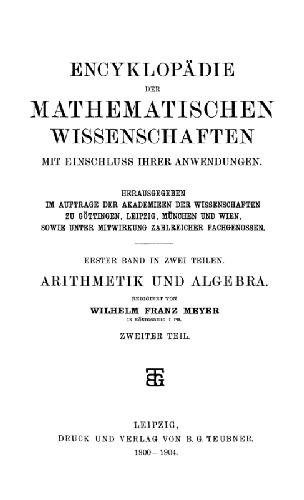 ENCYKLOPÄDIE
DER
MATHEMATISCHEN
WISSENSCHAFTEN
MIT EINSCHLUSS IHRER ANWENDUNGEN.
HERAUSGEGEBEN
IM AUFTRAGE DER AKADEMIEEN DER WISSENSCHAFTEN
ZU GÖTTINGEN, LEIPZIG, MÜNCHEN UND WIEN,
SOWIE UNTER MITWIRKUNG ZAHLREICHER FACHGENOSSEN.
ERSTER BAND IN ZWEI TEILEN.
ARITHMETIK UND ALGEBRA.
REDIGIERT VON
WILHELM FRANZ MEYER
IN KÖNIGSBERG I. PR.
ZWEITER TEIL.
LEIPZIG,
DRUCK UND VERLAG VON B. G. TEUBNER.
1900—1904.